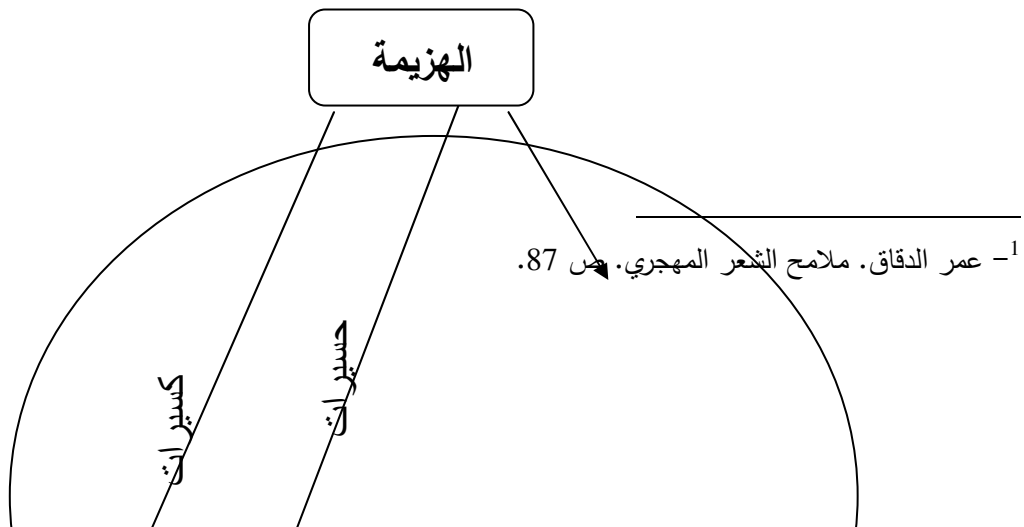 الهزيمة
1- عمر الدقاق. ملامح الشعر المهجري. ص 87.
حسيرات
كسيرات